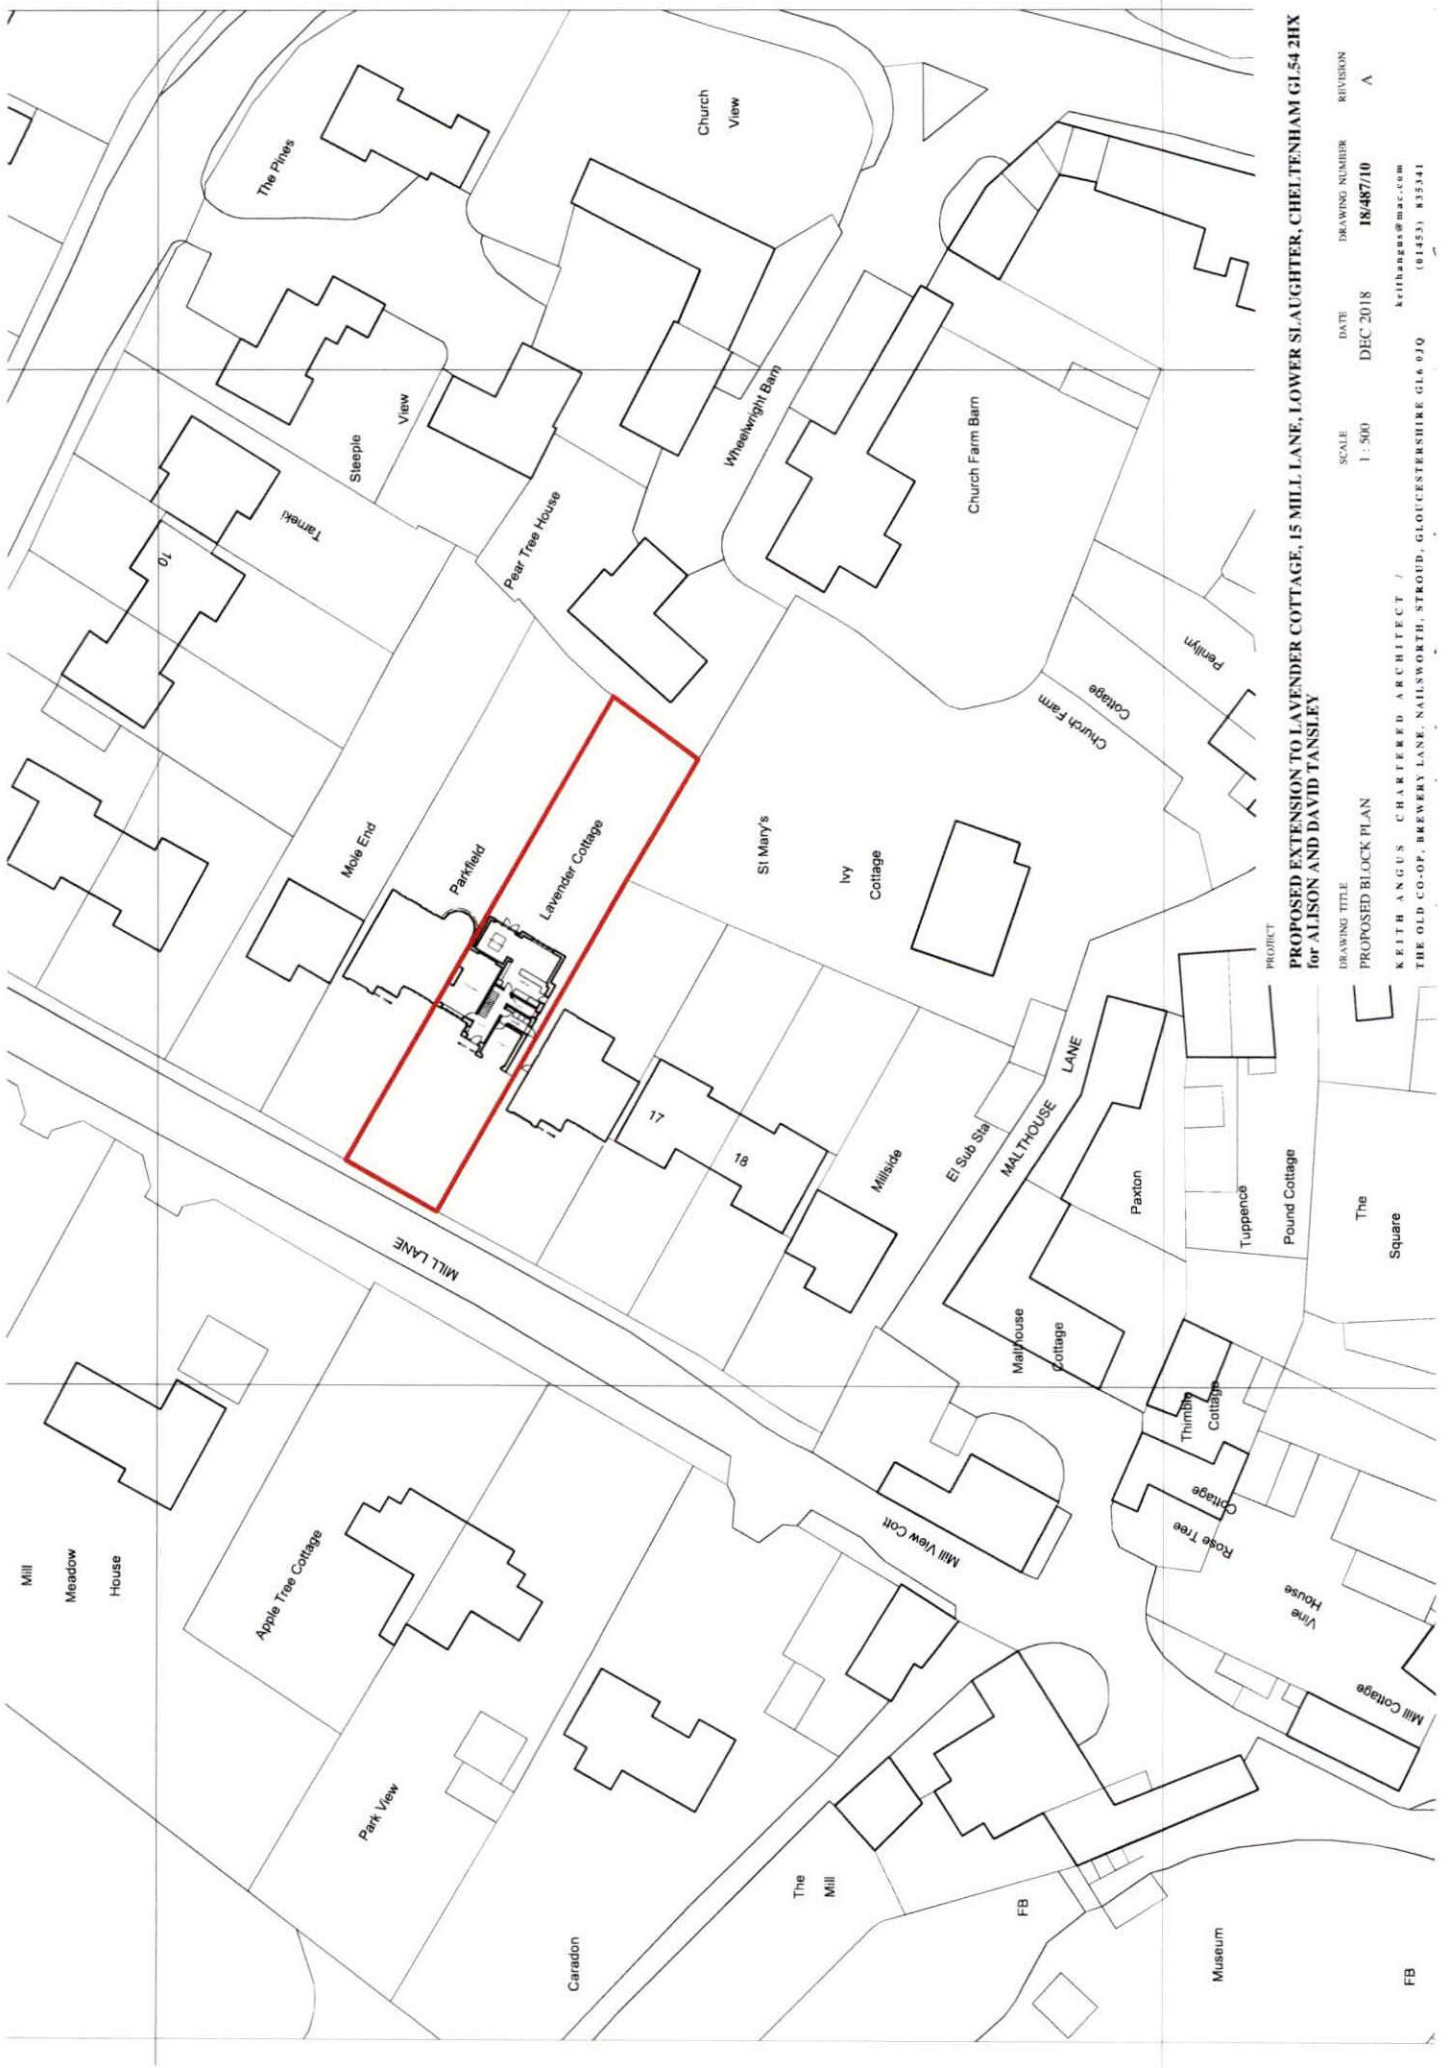 The Pines
Church
View
Steeple
View
Tameki
10
Pear Tree House
Wheelwright Barn
Church Farm Barn
Mole End
Parkfield
Lavender Cottage
St Mary's
Ivy
Cottage
Church Farm
Cottage
Penllyn
17
18
Millside
El Sub Sta
MALTHOUSE LANE
MILL LANE
Paxton
Tuppence
Pound Cottage
The
Square
Malthouse
Cottage
Thimble
Cottage
Rose Tree
Cottage
Mill View Cott
Vine
House
Mill Cottage
Mill
Meadow
House
Apple Tree Cottage
Park View
Caradon
The
Mill
FB
Museum
FB
PROJECT
PROPOSED EXTENSION TO LAVENDER COTTAGE, 15 MILL LANE, LOWER SLAUGHTER, CHELTENHAM GL54 2HX
for ALISON AND DAVID TANSLEY
DRAWING TITLE SCALE DATE DRAWING NUMBER REVISION
PROPOSED BLOCK PLAN 1 : 500 DEC 2018 18/487/10 A
KEITH ANGUS CHARTERED ARCHITECT / keithangus@mac.com
THE OLD CO-OP, BREWERY LANE, NAILSWORTH, STROUD, GLOUCESTERSHIRE GL6 0JQ (01453) 835341